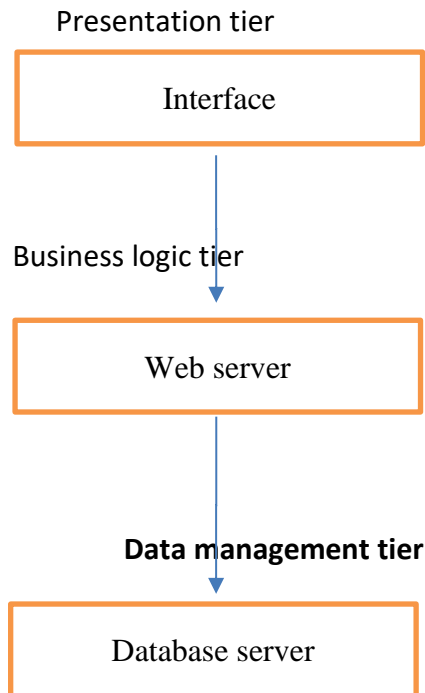 Presentation tier
Interface
Business logic tier
Web server
Data management tier
Database server